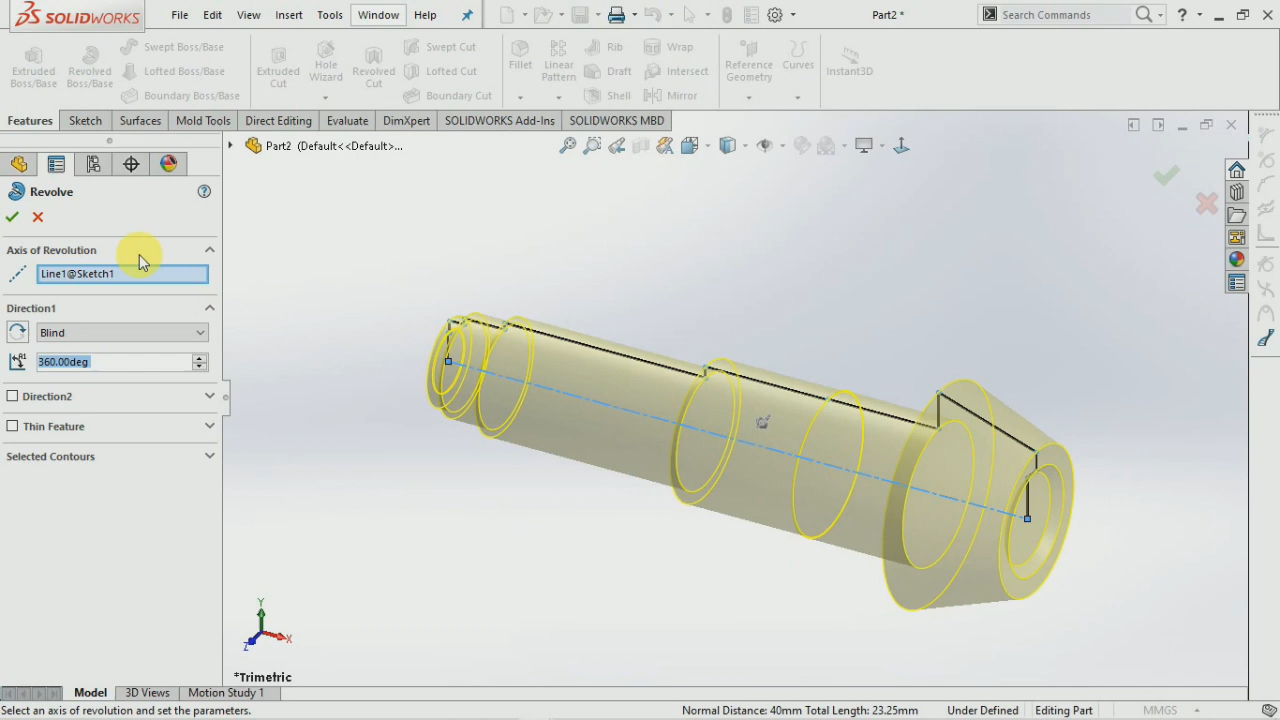 SOLIDWORKS File Edit View Insert Tools Window Help Part2 * Search Commands
Extruded Boss/Base
Revolved Boss/Base
Swept Boss/Base
Lofted Boss/Base
Boundary Boss/Base
Extruded Cut
Hole Wizard
Revolved Cut
Swept Cut
Lofted Cut
Boundary Cut
Fillet
Linear Pattern
Rib
Draft
Shell
Wrap
Intersect
Mirror
Reference Geometry
Curves
Instant3D
Features Sketch Surfaces Mold Tools Direct Editing Evaluate DimXpert SOLIDWORKS Add-Ins SOLIDWORKS MBD
Part2 (Default<<Default>...
Revolve
Axis of Revolution
Line1@Sketch1
Direction1
Blind
360.00deg
Direction2
Thin Feature
Selected Contours
Y
X
Z
*Trimetric
Model 3D Views Motion Study 1
Select an axis of revolution and set the parameters. Normal Distance: 40mm Total Length: 23.25mm Under Defined Editing Part MMGS